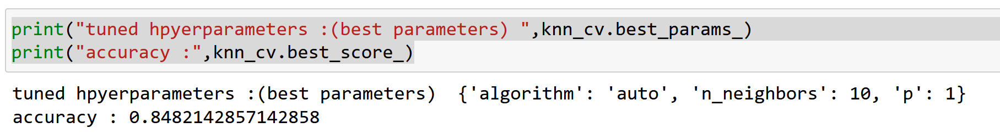 print("tuned hpyerparameters :(best parameters) ",knn_cv.best_params_)
print("accuracy :",knn_cv.best_score_)
tuned hpyerparameters :(best parameters)  {'algorithm': 'auto', 'n_neighbors': 10, 'p': 1}
accuracy : 0.8482142857142858